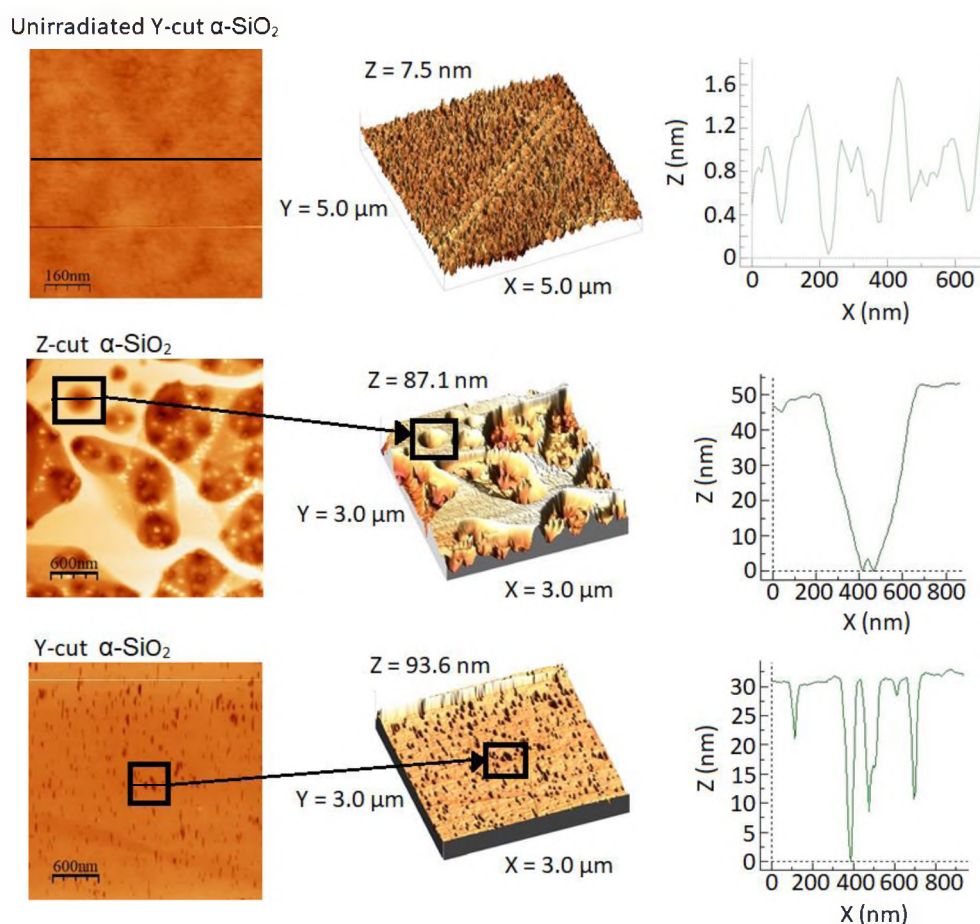 Unirradiated Y-cut α-SiO₂
160nm
Z = 7.5 nm
Y = 5.0 µm
X = 5.0 µm
Z (nm)
1.6
1.2
0.8
0.4
0
0 200 400 600
X (nm)
Z-cut α-SiO₂
600nm
Z = 87.1 nm
Y = 3.0 µm
X = 3.0 µm
Z (nm)
50
40
30
20
10
0
0 200 400 600 800
X (nm)
Y-cut α-SiO₂
600nm
Z = 93.6 nm
Y = 3.0 µm
X = 3.0 µm
Z (nm)
30
25
20
15
10
5
0
0 200 400 600 800
X (nm)